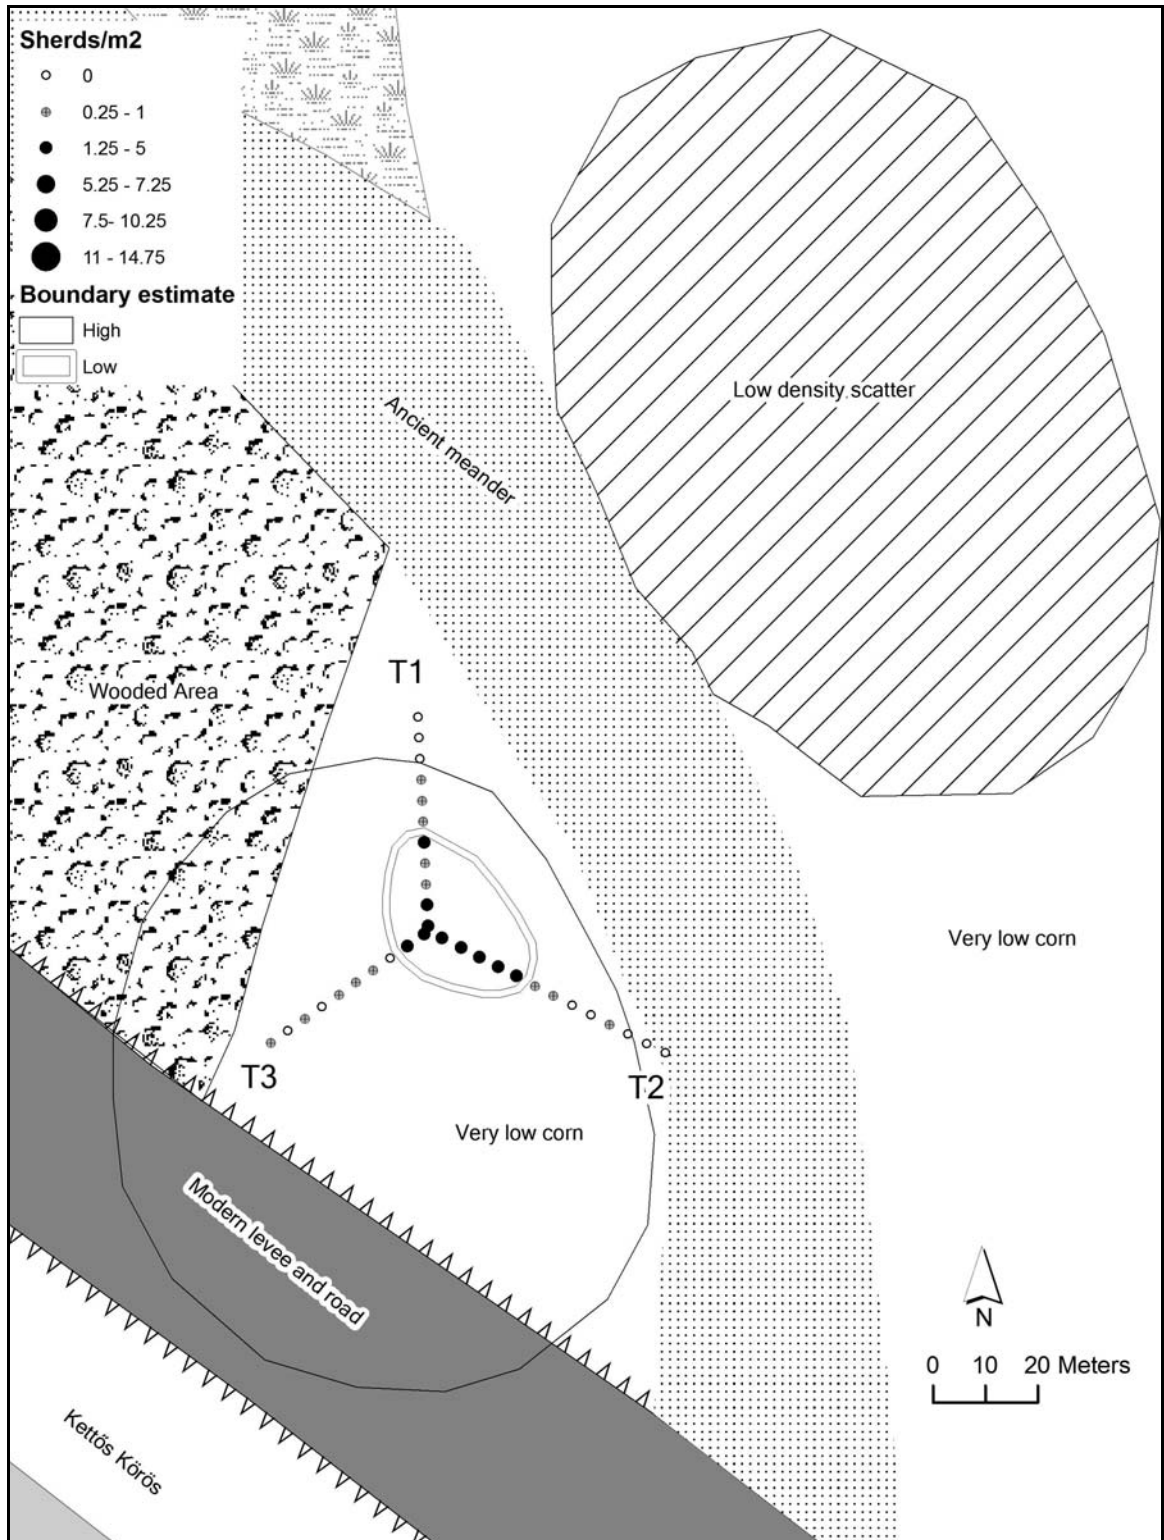 Sherds/m2
0
0.25 - 1
1.25 - 5
5.25 - 7.25
7.5- 10.25
11 - 14.75
Boundary estimate
High
Low
Low density scatter
Ancient meander
T1
Wooded Area
Very low corn
T3
T2
Very low corn
Modern levee and road
N
0 10 20 Meters
Kettős Körös